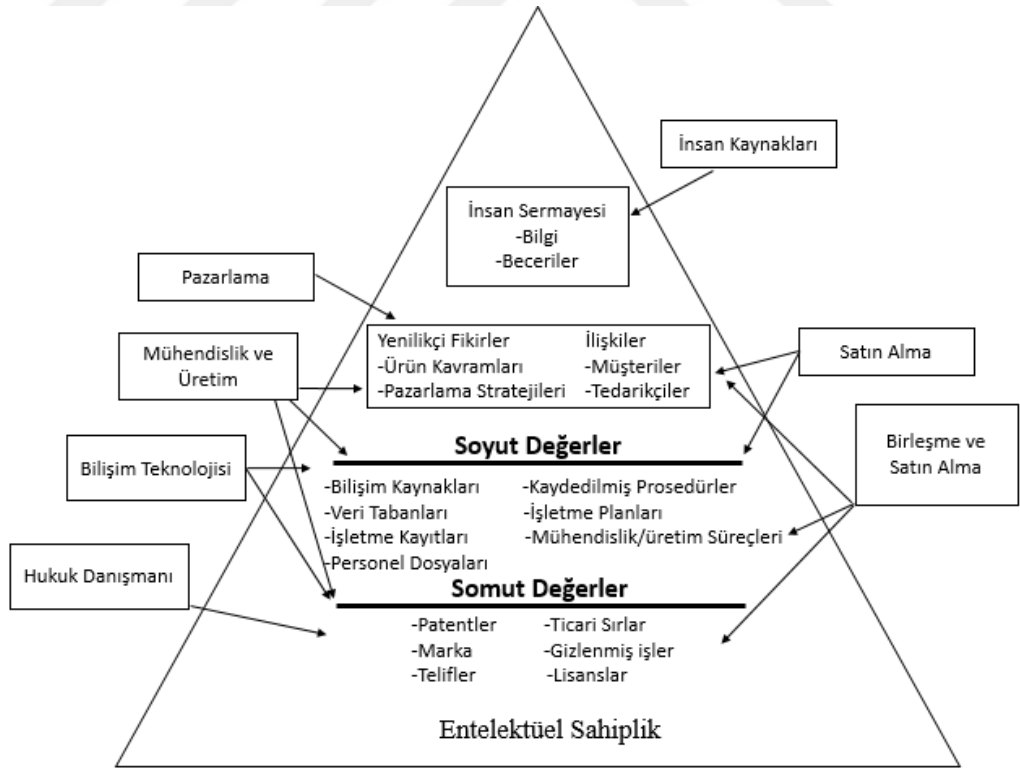 İnsan Kaynakları
İnsan Sermayesi
-Bilgi
-Beceriler
Pazarlama
Yenilikçi Fikirler
-Ürün Kavramları
-Pazarlama Stratejileri
İlişkiler
-Müşteriler
-Tedarikçiler
Mühendislik ve
Üretim
Satın Alma
Birleşme ve
Satın Alma
Soyut Değerler
Bilişim Teknolojisi
-Bilişim Kaynakları
-Veri Tabanları
-İşletme Kayıtları
-Personel Dosyaları
-Kaydedilmiş Prosedürler
-İşletme Planları
-Mühendislik/üretim Süreçleri
Hukuk Danışmanı
Somut Değerler
-Patentler
-Marka
-Telifler
-Ticari Sırlar
-Gizlenmiş işler
-Lisanslar
Entelektüel Sahiplik